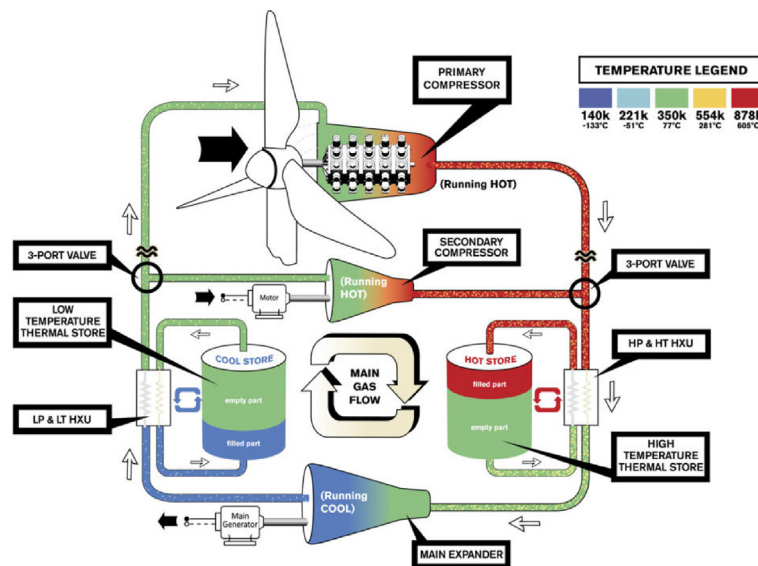 PRIMARY
COMPRESSOR
TEMPERATURE LEGEND
140k
221k
350k
554k
878k
-133°C
-51°C
77°C
281°C
605°C
(Running HOT)
3-PORT VALVE
SECONDARY
COMPRESSOR
3-PORT VALVE
(Running
HOT)
Motor
LOW
TEMPERATURE
THERMAL STORE
COOL STORE
empty part
filled part
MAIN
GAS
FLOW
HOT STORE
filled part
empty part
HP & HT HXU
LP & LT HXU
HIGH
TEMPERATURE
THERMAL STORE
(Running
COOL)
Main
Generator
MAIN EXPANDER